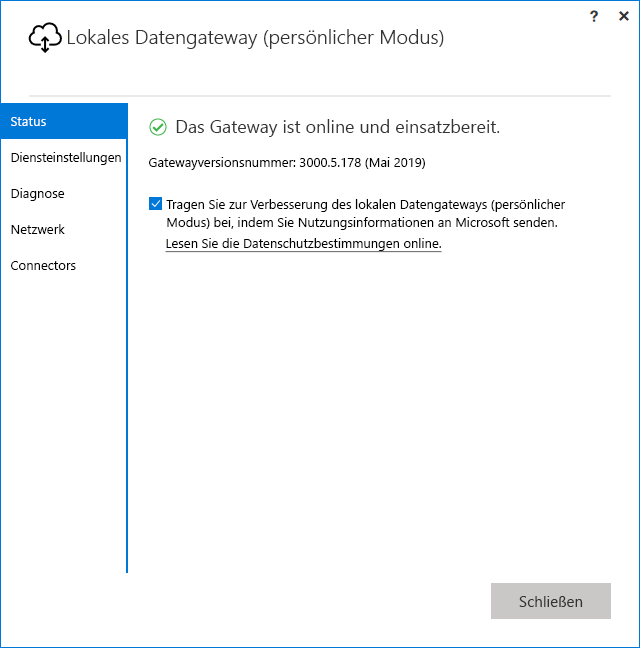 ?
Lokales Datengateway (persönlicher Modus)
Status
Diensteinstellungen
Diagnose
Netzwerk
Connectors
Das Gateway ist online und einsatzbereit.
Gatewayversionsnummer: 3000.5.178 (Mai 2019)
Tragen Sie zur Verbesserung des lokalen Datengateways (persönlicher
Modus) bei, indem Sie Nutzungsinformationen an Microsoft senden.
Lesen Sie die Datenschutzbestimmungen online.
Schließen